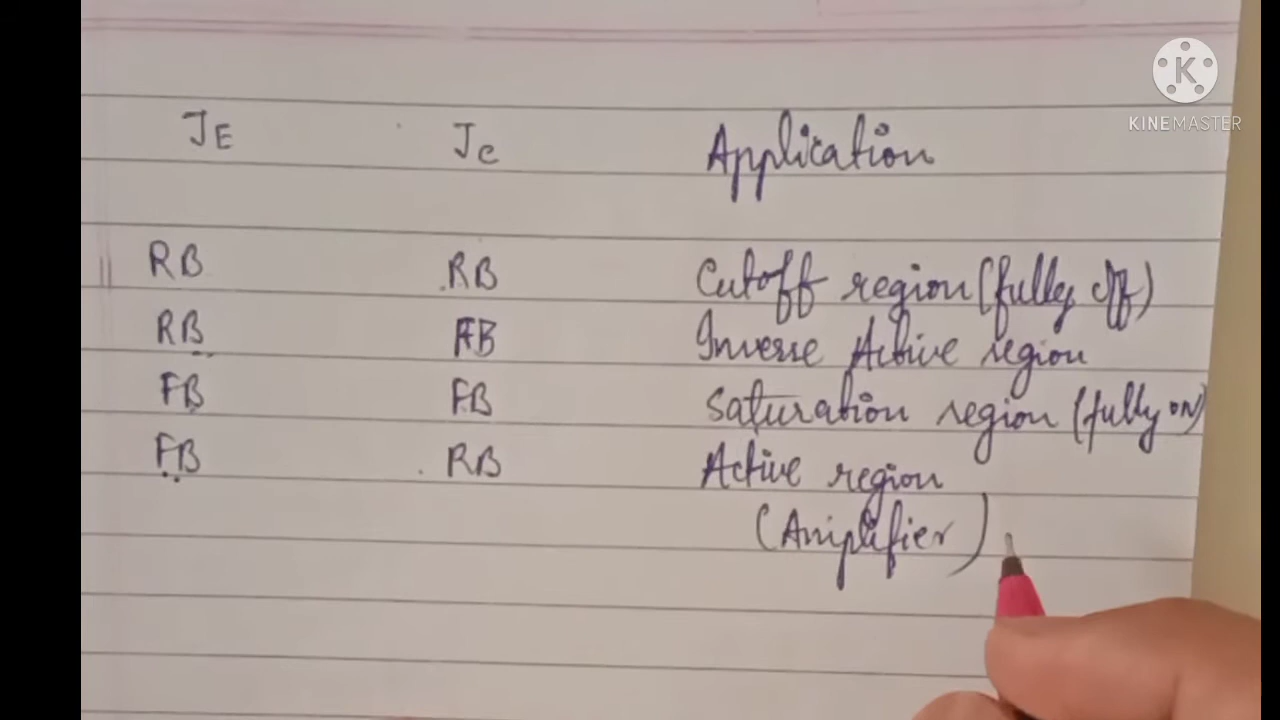 JE JC Application
RB RB Cutoff region (fully off)
RB FB Inverse Active region
FB FB Saturation region (fully ON)
FB RB Active region
(Amplifier)
K
KINEMASTER